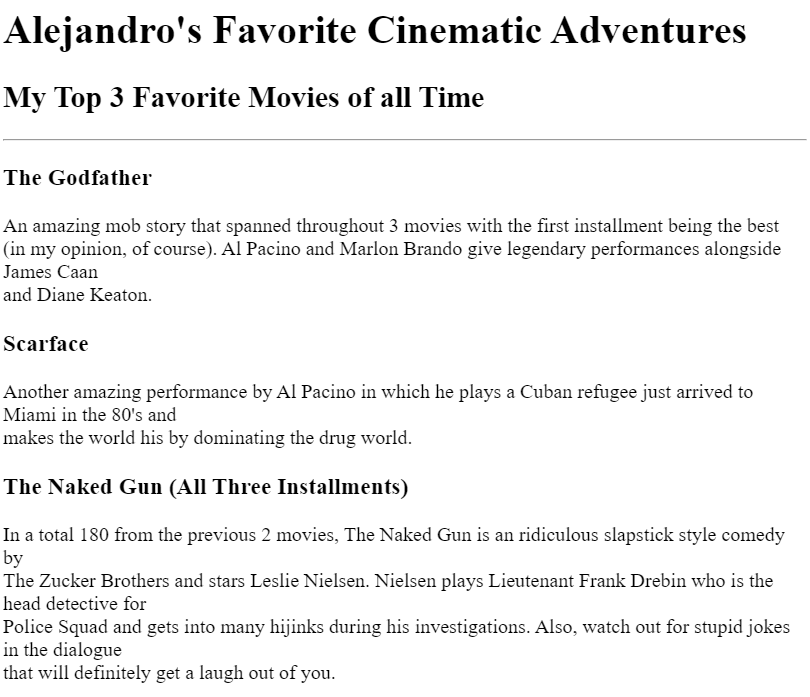 Alejandro's Favorite Cinematic Adventures
My Top 3 Favorite Movies of all Time
The Godfather
An amazing mob story that spanned throughout 3 movies with the first installment being the best
(in my opinion, of course). Al Pacino and Marlon Brando give legendary performances alongside
James Caan
and Diane Keaton.
Scarface
Another amazing performance by Al Pacino in which he plays a Cuban refugee just arrived to
Miami in the 80's and
makes the world his by dominating the drug world.
The Naked Gun (All Three Installments)
In a total 180 from the previous 2 movies, The Naked Gun is an ridiculous slapstick style comedy
by
The Zucker Brothers and stars Leslie Nielsen. Nielsen plays Lieutenant Frank Drebin who is the
head detective for
Police Squad and gets into many hijinks during his investigations. Also, watch out for stupid jokes
in the dialogue
that will definitely get a laugh out of you.